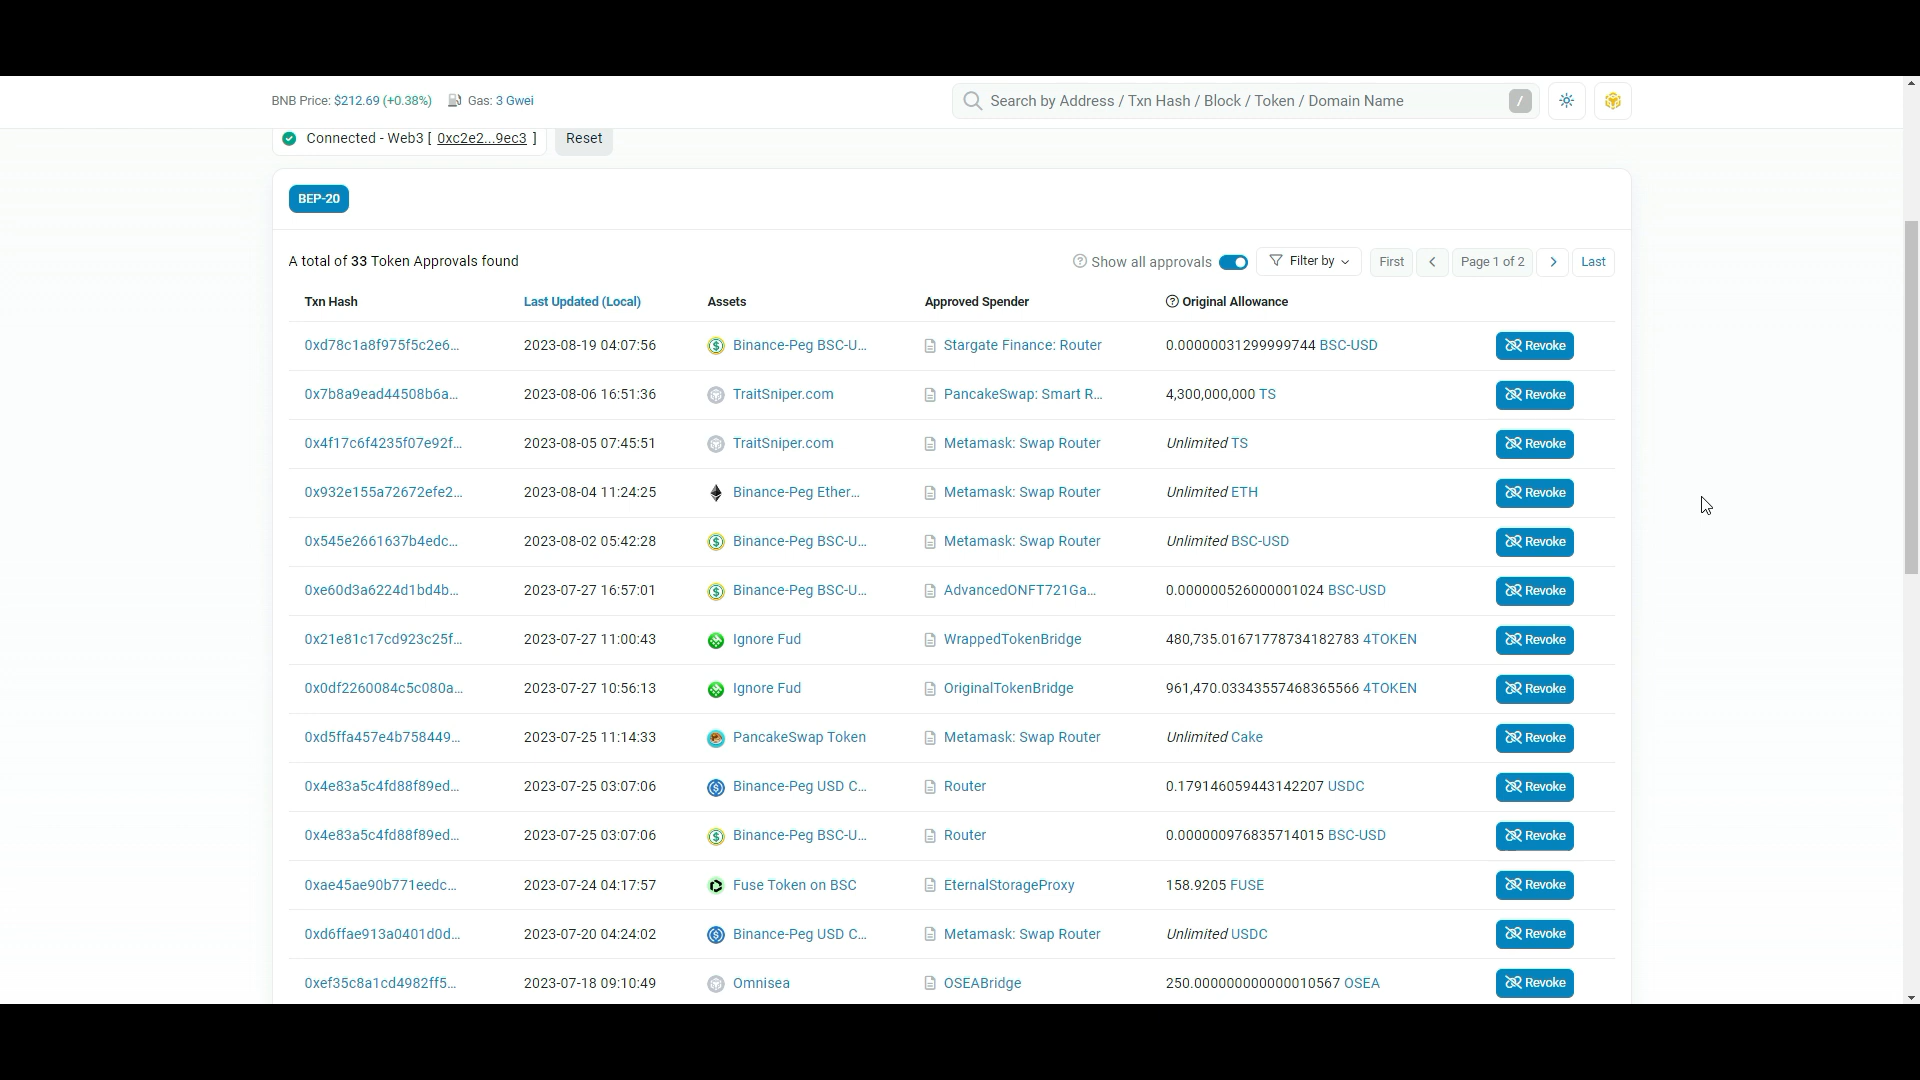 BNB Price: $212.69 (+0.38%) Gas: 3 Gwei Search by Address / Txn Hash / Block / Token / Domain Name /
Connected - Web3 [ 0xc2e2...9ec3 ] Reset
BEP-20
A total of 33 Token Approvals found Show all approvals Filter by First Page 1 of 2 Last
Txn Hash Last Updated (Local) Assets Approved Spender Original Allowance
0xd78c1a8f975f5c2e6... 2023-08-19 04:07:56 Binance-Peg BSC-U... Stargate Finance: Router 0.00000031299999744 BSC-USD Revoke
0x7b8a9ead44508b6a... 2023-08-06 16:51:36 TraitSniper.com PancakeSwap: Smart R... 4,300,000,000 TS Revoke
0x4f17c6f4235f07e92f... 2023-08-05 07:45:51 TraitSniper.com Metamask: Swap Router Unlimited TS Revoke
0x932e155a72672efe2... 2023-08-04 11:24:25 Binance-Peg Ether... Metamask: Swap Router Unlimited ETH Revoke
0x545e2661637b4edc... 2023-08-02 05:42:28 Binance-Peg BSC-U... Metamask: Swap Router Unlimited BSC-USD Revoke
0xe60d3a6224d1bd4b... 2023-07-27 16:57:01 Binance-Peg BSC-U... AdvancedONFT721Ga... 0.000000526000001024 BSC-USD Revoke
0x21e81c17cd923c25f... 2023-07-27 11:00:43 Ignore Fud WrappedTokenBridge 480,735.01671778734182783 4TOKEN Revoke
0x0df2260084c5c080a... 2023-07-27 10:56:13 Ignore Fud OriginalTokenBridge 961,470.03343557468365566 4TOKEN Revoke
0xd5ffa457e4b758449... 2023-07-25 11:14:33 PancakeSwap Token Metamask: Swap Router Unlimited Cake Revoke
0x4e83a5c4fd88f89ed... 2023-07-25 03:07:06 Binance-Peg USD C... Router 0.179146059443142207 USDC Revoke
0x4e83a5c4fd88f89ed... 2023-07-25 03:07:06 Binance-Peg BSC-U... Router 0.000000976835714015 BSC-USD Revoke
0xae45ae90b771eedc... 2023-07-24 04:17:57 Fuse Token on BSC EternalStorageProxy 158.9205 FUSE Revoke
0xd6ffae913a0401d0d... 2023-07-20 04:24:02 Binance-Peg USD C... Metamask: Swap Router Unlimited USDC Revoke
0xef35c8a1cd4982ff5... 2023-07-18 09:10:49 Omnisea OSEABridge 250.000000000000010567 OSEA Revoke